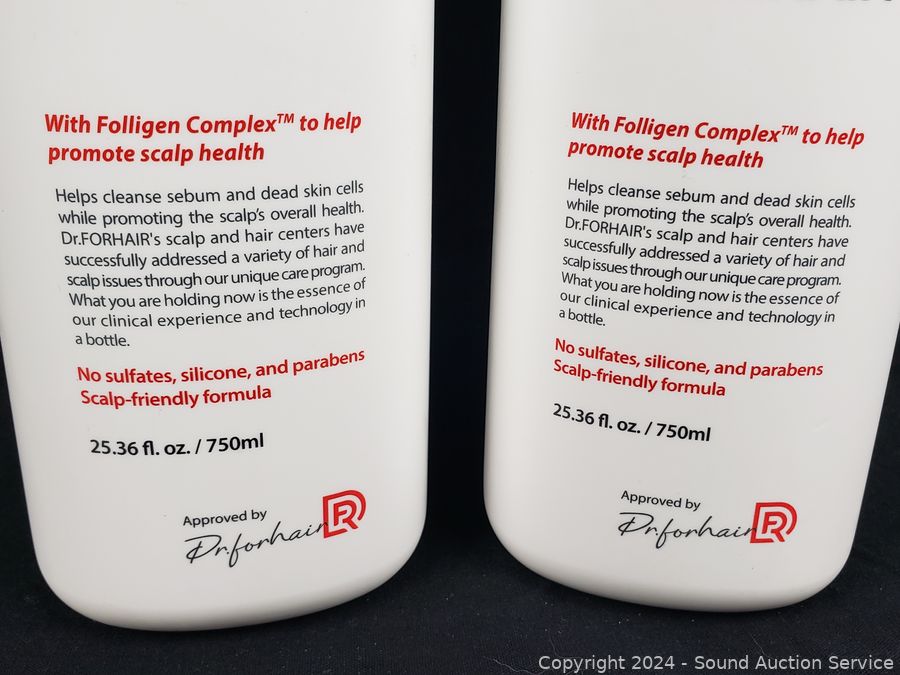 With Folligen Complex™ to help
promote scalp health
Helps cleanse sebum and dead skin cells
while promoting the scalp's overall health.
Dr.FORHAIR's scalp and hair centers have
successfully addressed a variety of hair and
scalp issues through our unique care program.
What you are holding now is the essence of
our clinical experience and technology in
a bottle.
No sulfates, silicone, and parabens
Scalp-friendly formula
25.36 fl. oz. / 750ml
Approved by
Dr.forhair
With Folligen Complex™ to help
promote scalp health
Helps cleanse sebum and dead skin cells
while promoting the scalp's overall health.
Dr.FORHAIR's scalp and hair centers have
successfully addressed a variety of hair and
scalp issues through our unique care program.
What you are holding now is the essence of
our clinical experience and technology in
a bottle.
No sulfates, silicone, and parabens
Scalp-friendly formula
25.36 fl. oz. / 750ml
Approved by
Dr.forhair
Copyright 2024 - Sound Auction Service